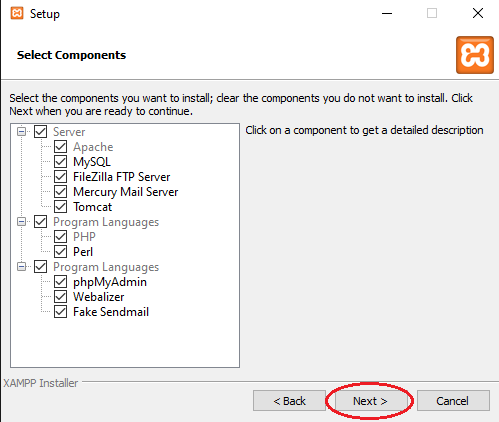 Setup
Select Components
Select the components you want to install; clear the components you do not want to install. Click
Next when you are ready to continue.
Server
Apache
MySQL
FileZilla FTP Server
Mercury Mail Server
Tomcat
Program Languages
PHP
Perl
Program Languages
phpMyAdmin
Webalizer
Fake Sendmail
Click on a component to get a detailed description
XAMPP Installer
< Back
Next >
Cancel